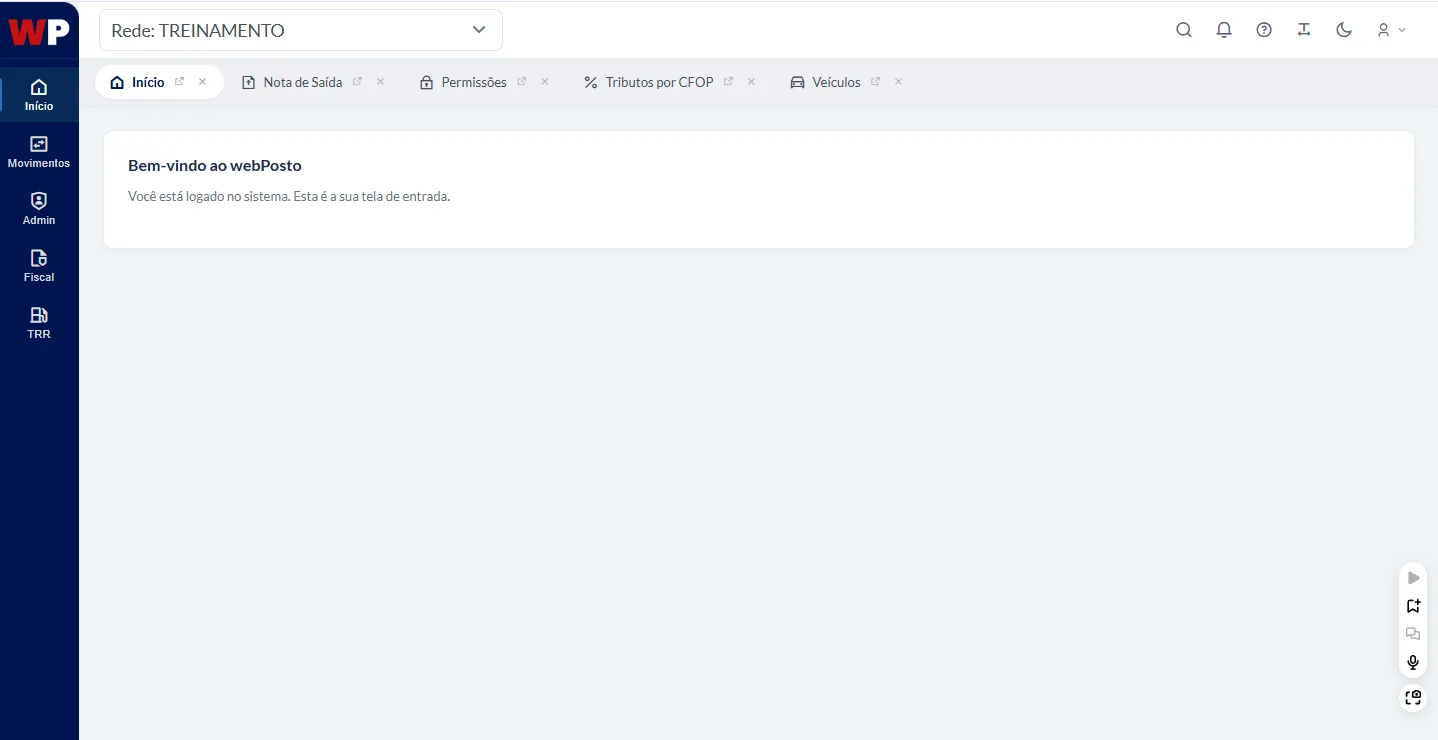 WP
Rede: TREINAMENTO
Início
Nota de Saída
Permissões
Tributos por CFOP
Veículos
Início
Movimentos
Admin
Fiscal
TRR
Bem-vindo ao webPosto
Você está logado no sistema. Esta é a sua tela de entrada.